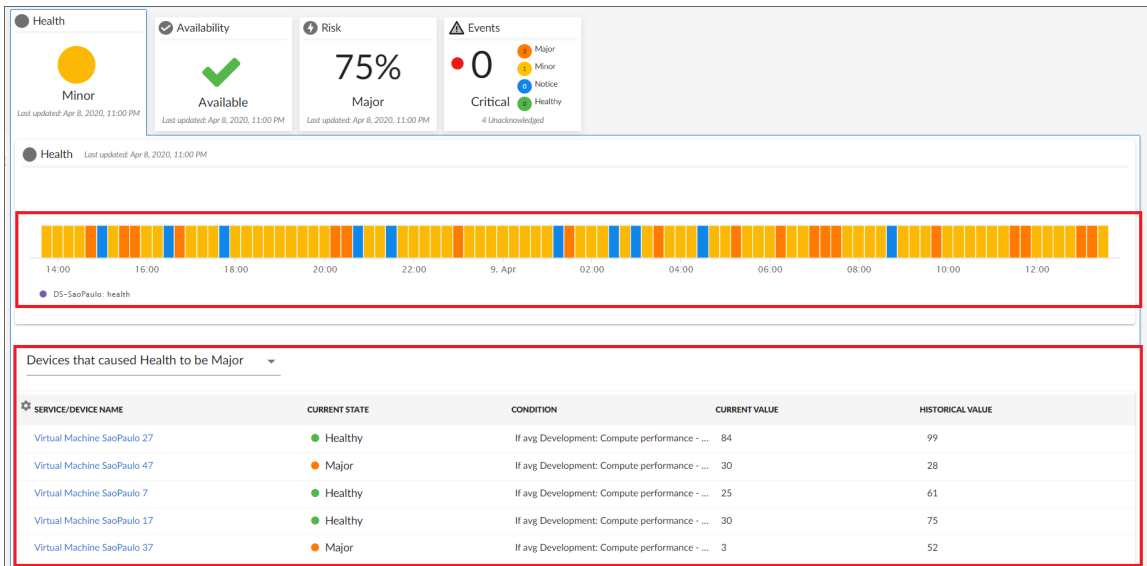 Health
Minor
Last updated: Apr 8, 2020, 11:00 PM
Availability
Available
Last updated: Apr 8, 2020, 11:00 PM
Risk
75%
Major
Last updated: Apr 8, 2020, 11:00 PM
Events
0
Critical
Major
1 Minor
0 Notice
0 Healthy
4 Unacknowledged
Health Last updated: Apr 8, 2020, 11:00 PM
14:00 16:00 18:00 20:00 22:00 9. Apr 02:00 04:00 06:00 08:00 10:00 12:00
DS-SaoPaulo: health
Devices that caused Health to be Major
SERVICE/DEVICE NAME CURRENT STATE CONDITION CURRENT VALUE HISTORICAL VALUE
Virtual Machine SaoPaulo 27 Healthy If avg Development: Compute performance - ... 84 99
Virtual Machine SaoPaulo 47 Major If avg Development: Compute performance - ... 30 28
Virtual Machine SaoPaulo 7 Healthy If avg Development: Compute performance - ... 25 61
Virtual Machine SaoPaulo 17 Healthy If avg Development: Compute performance - ... 30 75
Virtual Machine SaoPaulo 37 Major If avg Development: Compute performance - ... 3 52